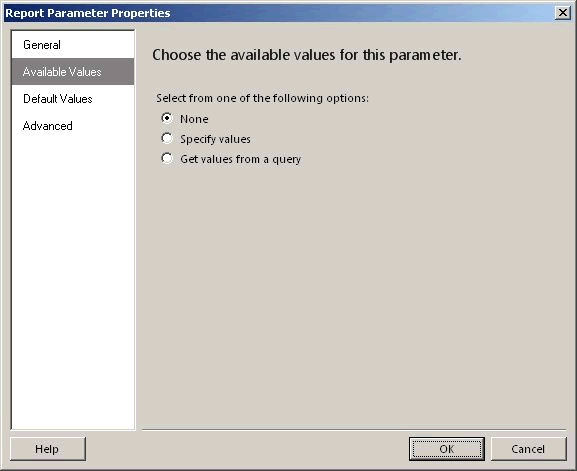 Report Parameter Properties
General
Available Values
Default Values
Advanced
Choose the available values for this parameter.
Select from one of the following options:
None
Specify values
Get values from a query
Help
OK
Cancel